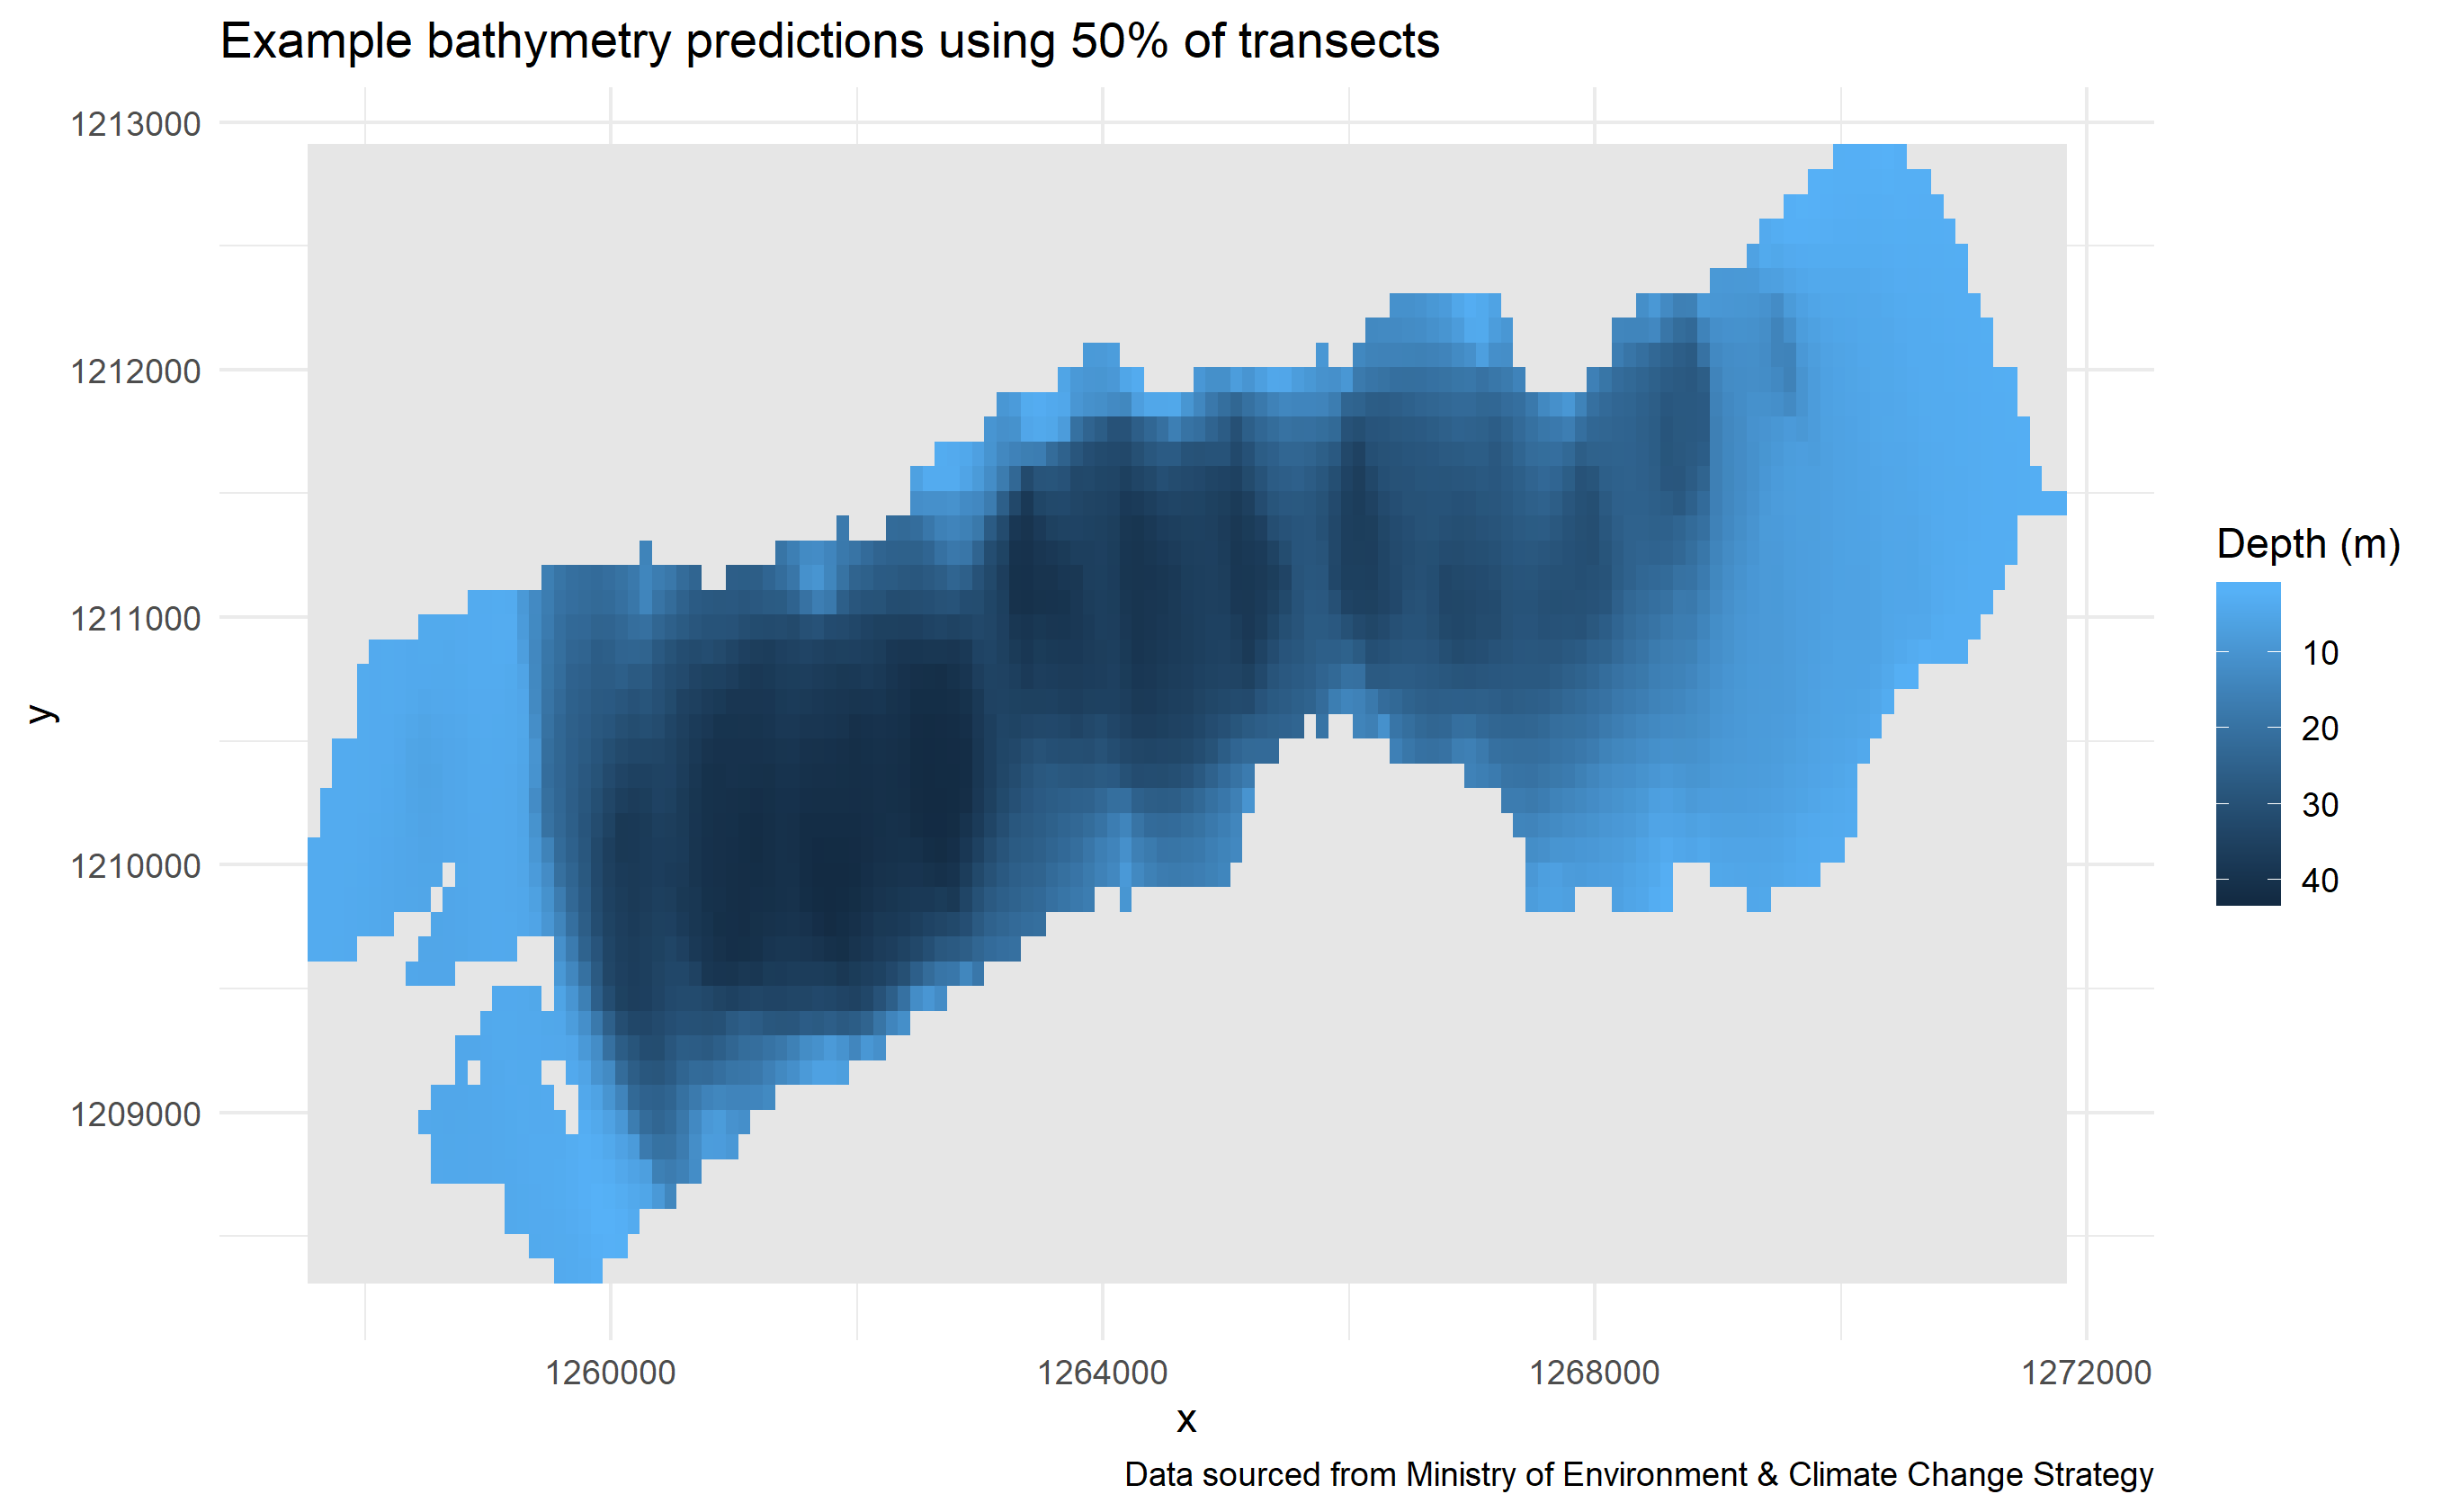 Example bathymetry predictions using 50% of transects
1213000
1212000
1211000
1210000
1209000
y
1260000
1264000
1268000
1272000
x
Depth (m)
10
20
30
40
Data sourced from Ministry of Environment & Climate Change Strategy